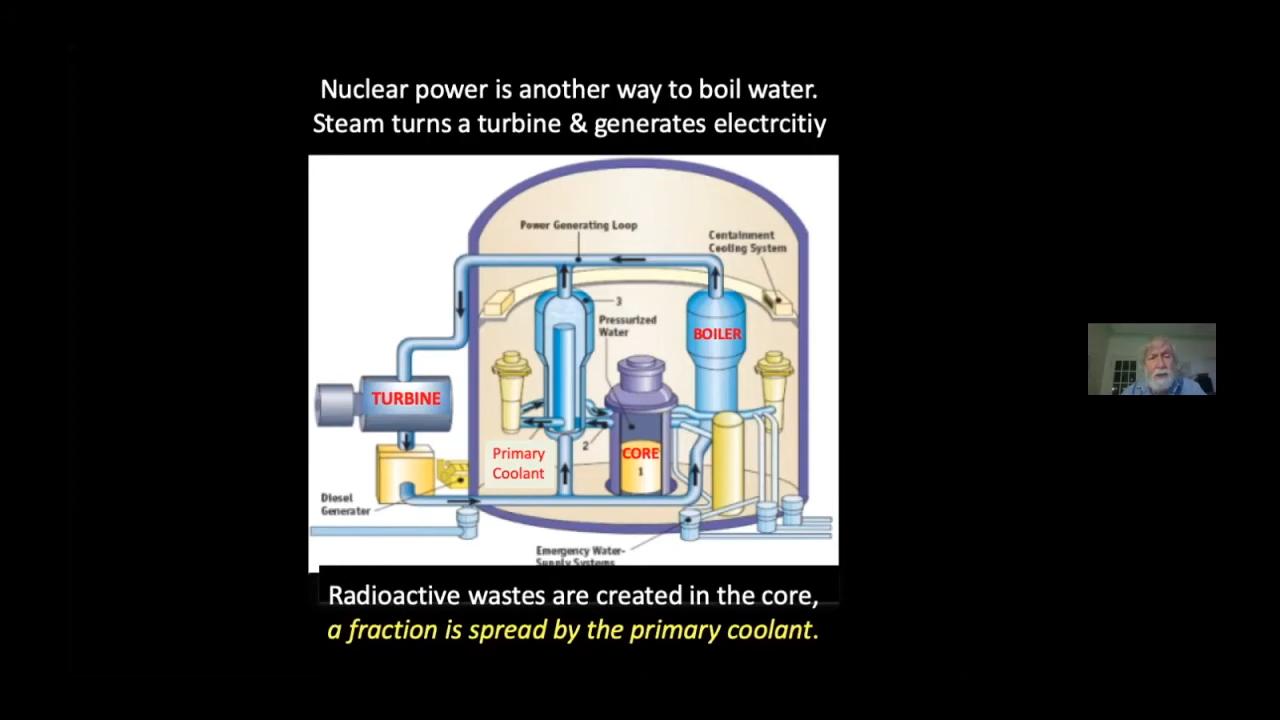 Nuclear power is another way to boil water.
Steam turns a turbine & generates electrcitiy
Power Generating Loop
Containment
Cooling System
3
Pressurized
Water
BOILER
TURBINE
Primary
Coolant
2
CORE
1
Diesel
Generator
Emergency Water-
Supply Systems
Radioactive wastes are created in the core,
a fraction is spread by the primary coolant.